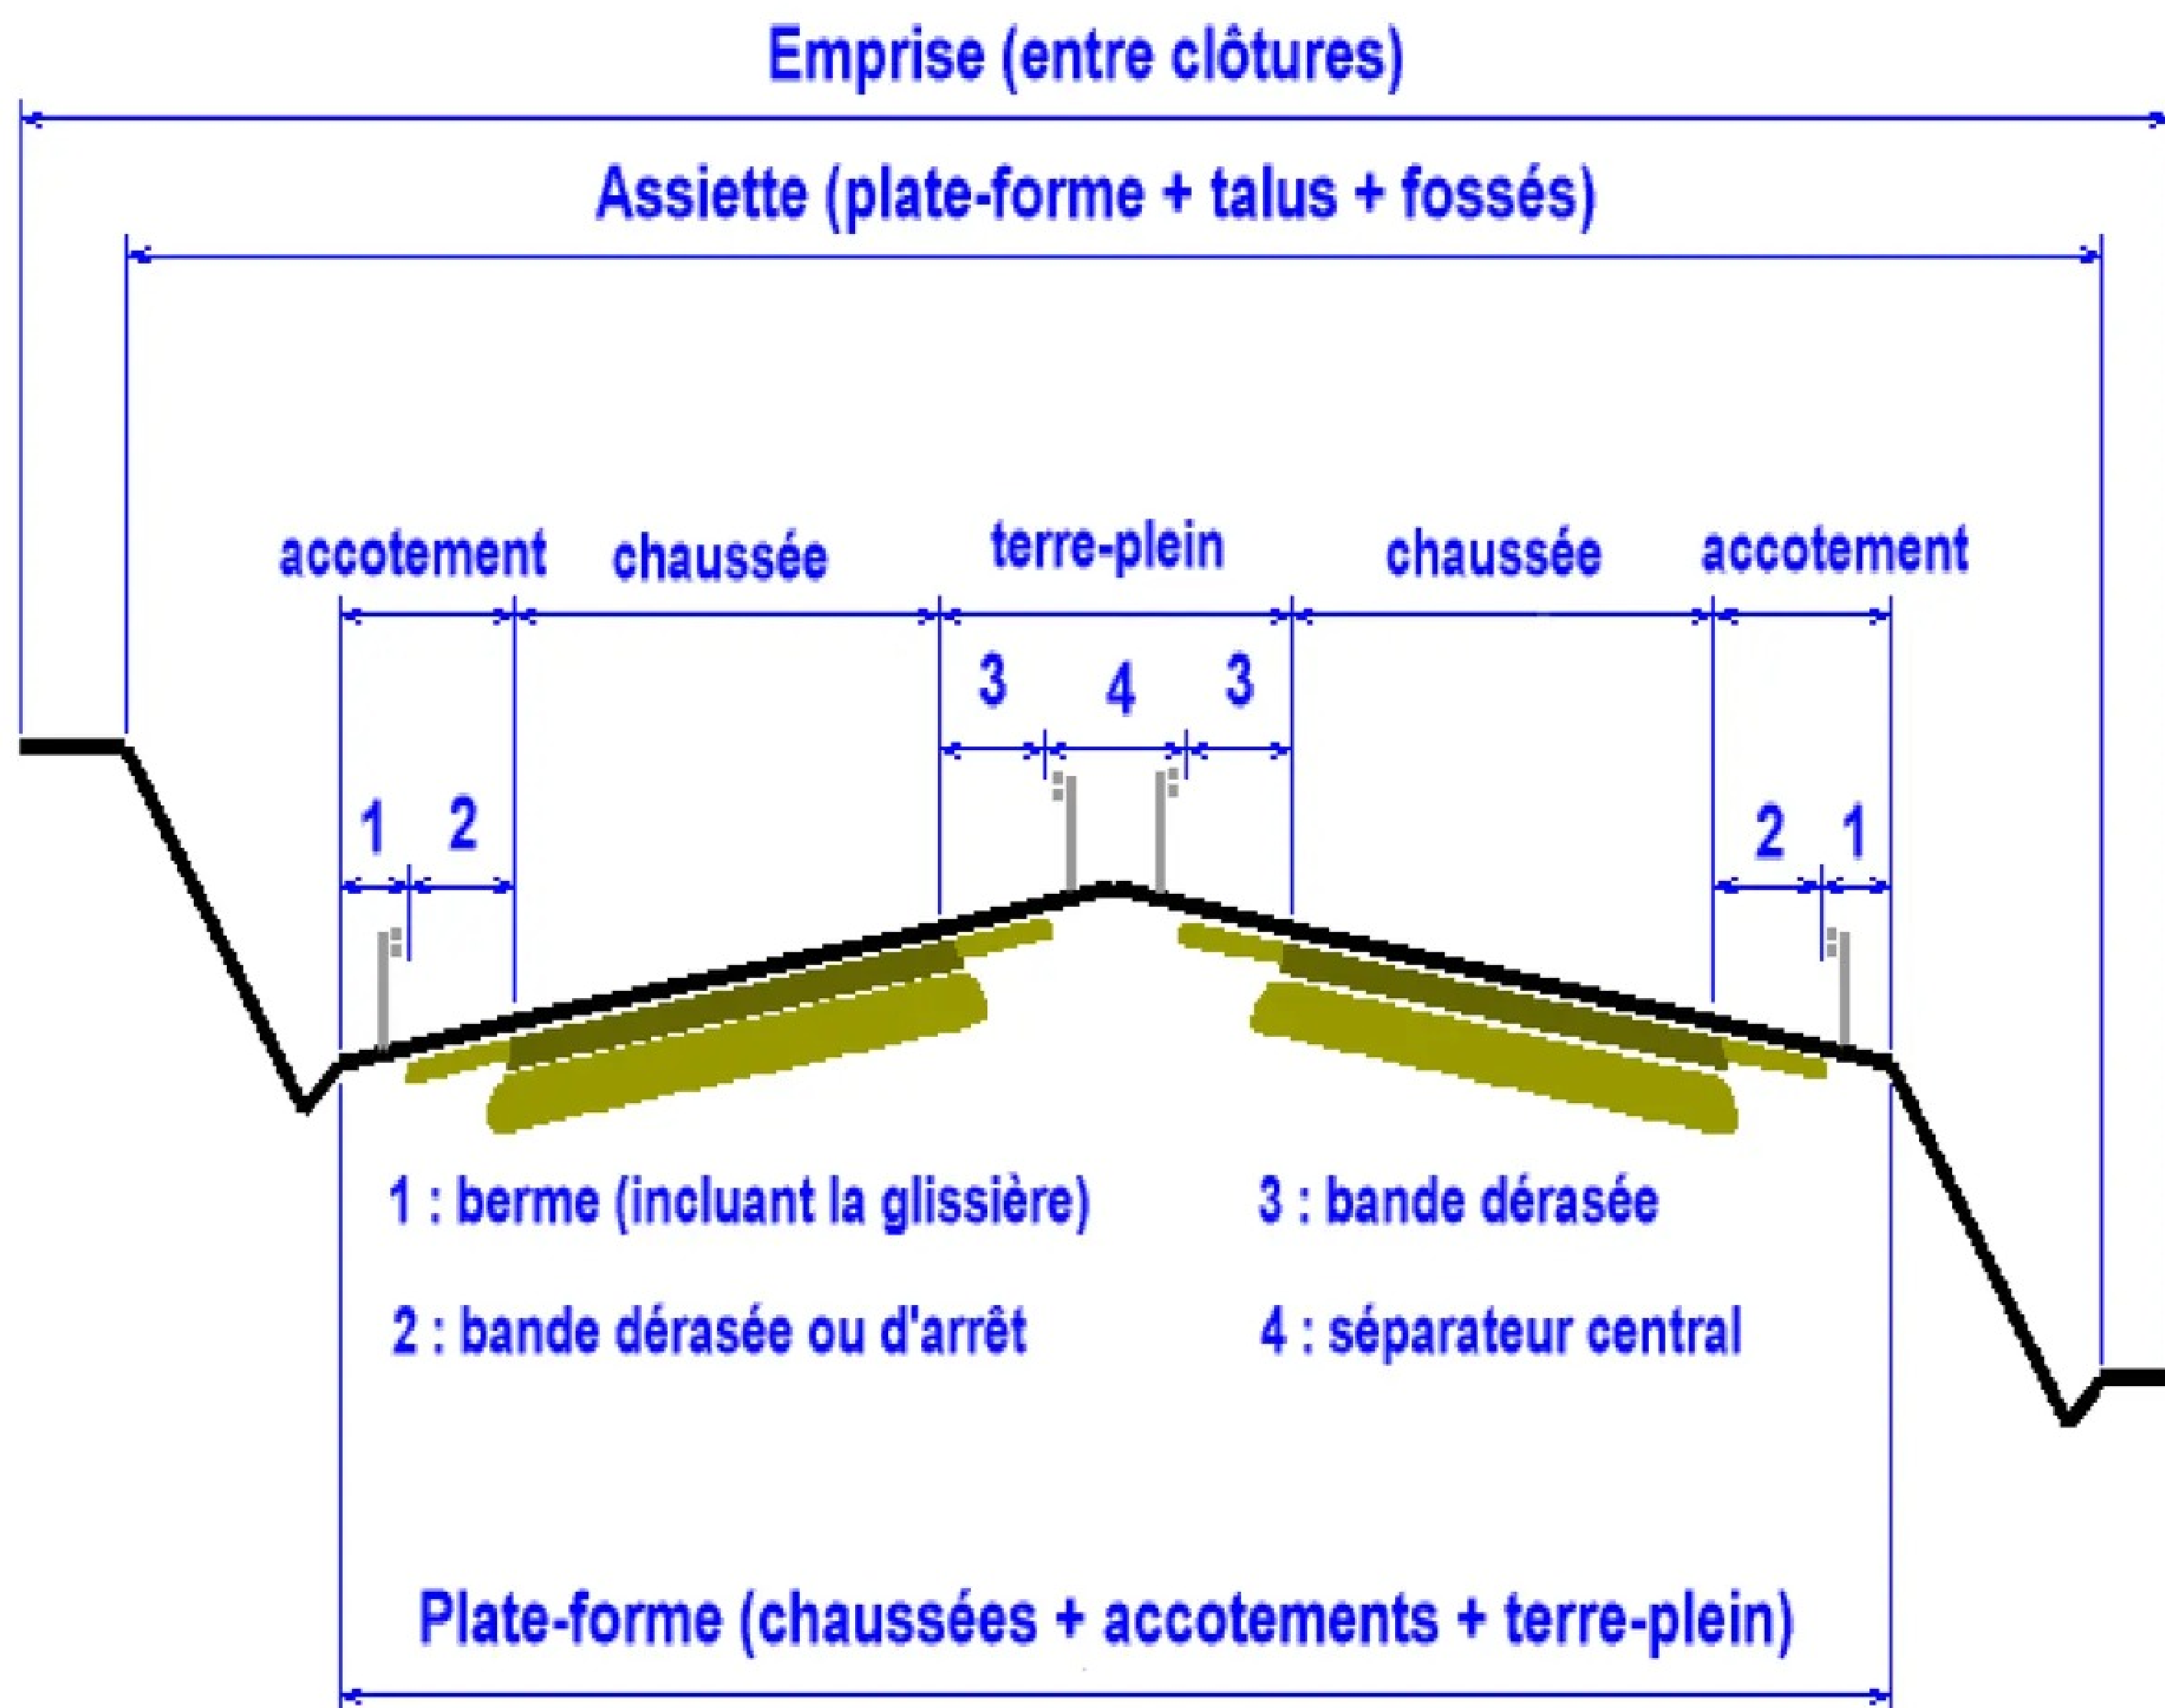 Emprise (entre clôtures)
Assiette (plate-forme + talus + fossés)
accotement chaussée terre-plein chaussée accotement
3 4 3
1 2 2 1
1 : berme (incluant la glissière) 3 : bande dérasée
2 : bande dérasée ou d'arrêt 4 : séparateur central
Plate-forme (chaussées + accotements + terre-plein)